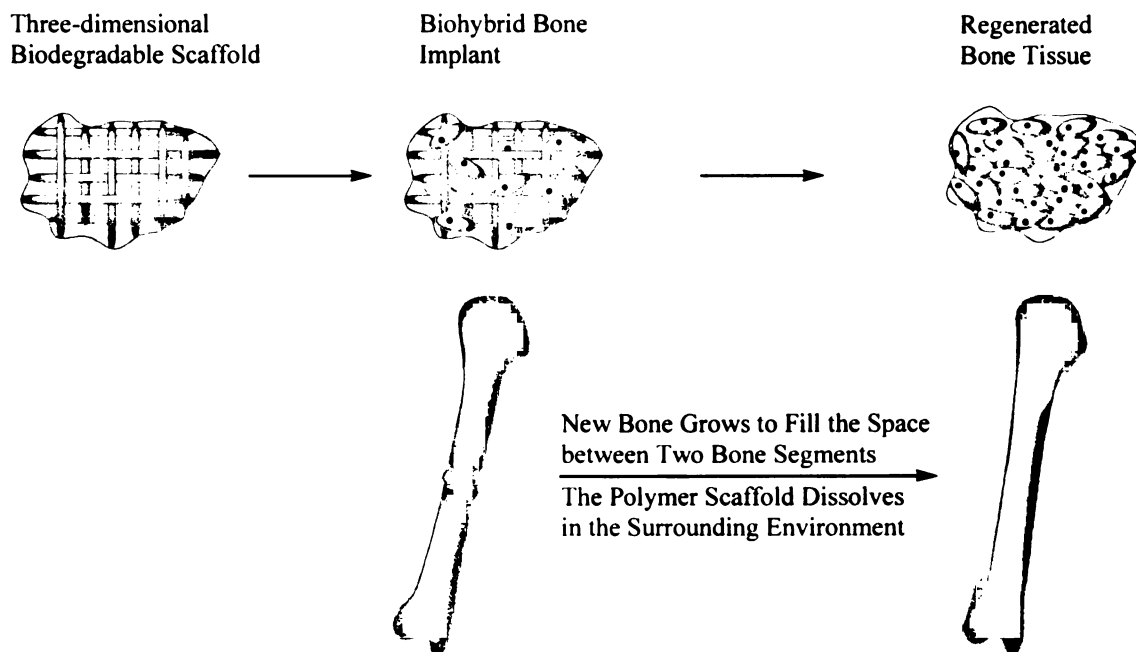 Three-dimensional
Biodegradable Scaffold
Biohybrid Bone
Implant
Regenerated
Bone Tissue
New Bone Grows to Fill the Space
between Two Bone Segments
The Polymer Scaffold Dissolves
in the Surrounding Environment